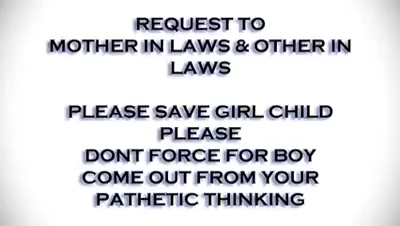 REQUEST TO
MOTHER IN LAWS & OTHER IN
LAWS
PLEASE SAVE GIRL CHILD
PLEASE
DONT FORCE FOR BOY
COME OUT FROM YOUR
PATHETIC THINKING